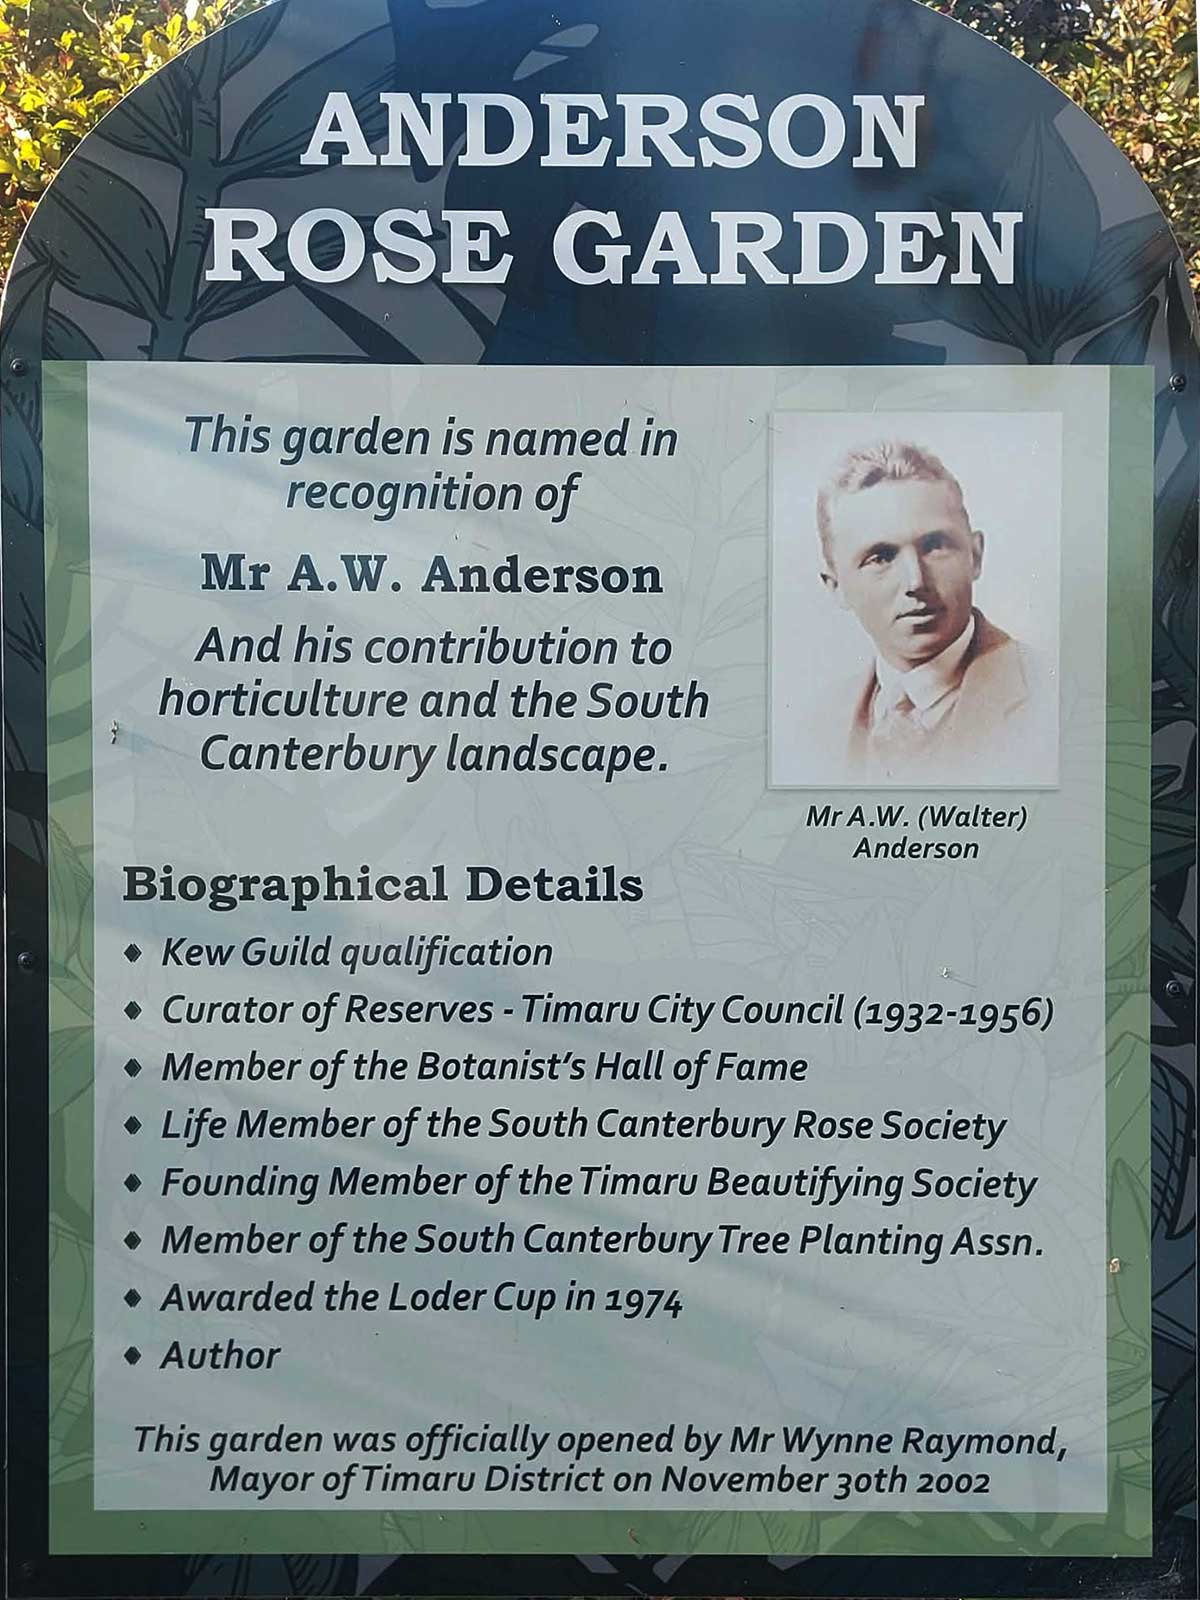 ANDERSON
ROSE GARDEN
This garden is named in
recognition of
Mr A.W. Anderson
And his contribution to
horticulture and the South
Canterbury landscape.
Mr A.W. (Walter)
Anderson
Biographical Details
♦ Kew Guild qualification
♦ Curator of Reserves - Timaru City Council (1932-1956)
♦ Member of the Botanist's Hall of Fame
♦ Life Member of the South Canterbury Rose Society
♦ Founding Member of the Timaru Beautifying Society
♦ Member of the South Canterbury Tree Planting Assn.
♦ Awarded the Loder Cup in 1974
♦ Author
This garden was officially opened by Mr Wynne Raymond,
Mayor of Timaru District on November 30th 2002